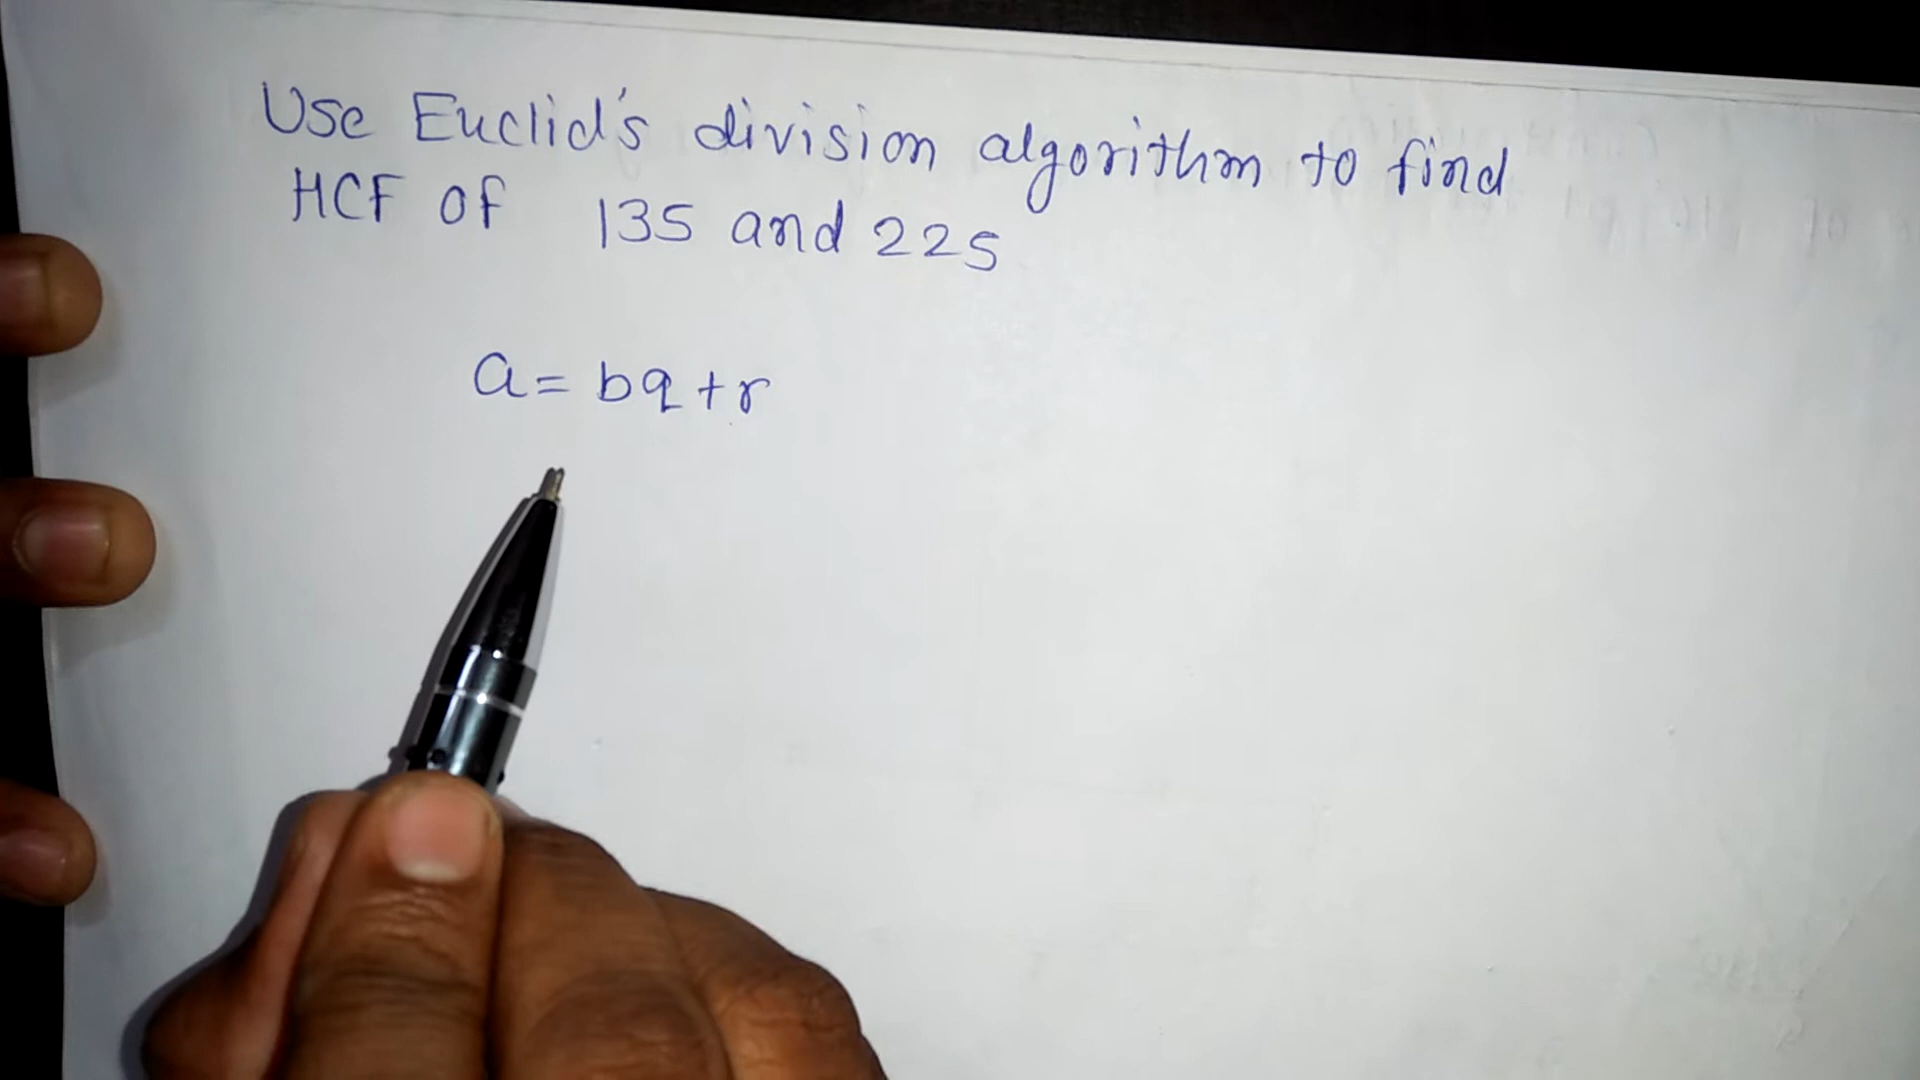 Use Euclid's division algorithm to find
HCF of 135 and 225
a = bq + r